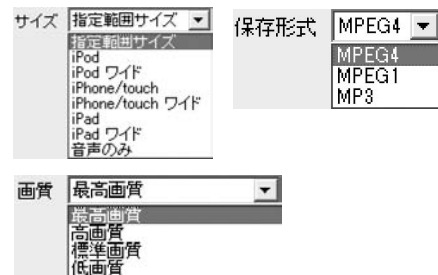 サイズ 指定範囲サイズ
指定範囲サイズ
iPod
iPod ワイド
iPhone/touch
iPhone/touch ワイド
iPad
iPad ワイド
音声のみ
保存形式 MPEG4
MPEG4
MPEG1
MP3
画質 最高画質
最高画質
高画質
標準画質
低画質